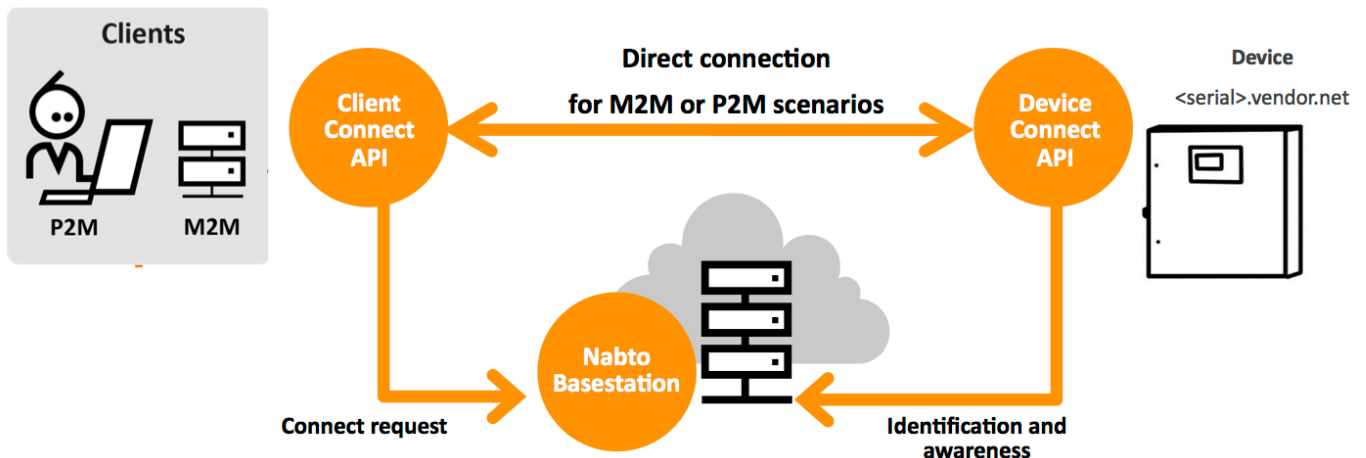 Clients
P2M
M2M
Client
Connect
API
Direct connection
for M2M or P2M scenarios
Device
Connect
API
Device
<serial>.vendor.net
Nabto
Basestation
Connect request
Identification and
awareness